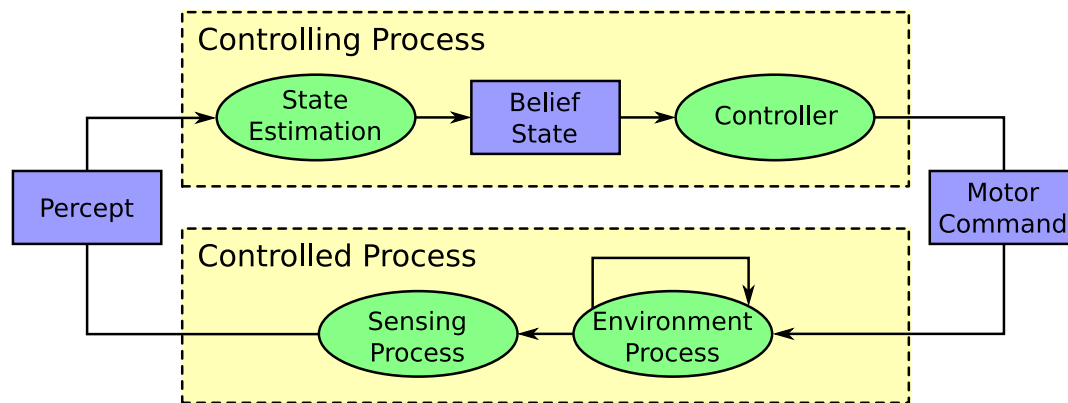 Controlling Process
State
Estimation
Belief
State
Controller
Percept
Motor
Command
Controlled Process
Sensing
Process
Environment
Process